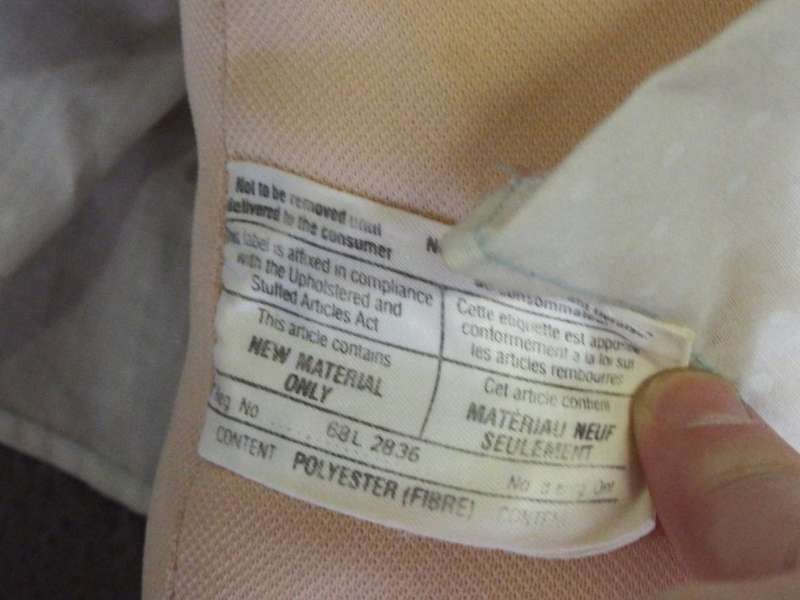 Not to be removed until
delivered to the consumer
This label is affixed in compliance
with the Upholstered and
Stuffed Articles Act
Cette etiquette est apposée
conformement a la loi sur
les articles rembourres
This article contains
NEW MATERIAL
ONLY
Cet article contient
MATÉRIAU NEUF
SEULEMENT
Reg No 68L 2836
No
CONTENT POLYESTER (FIBRE)